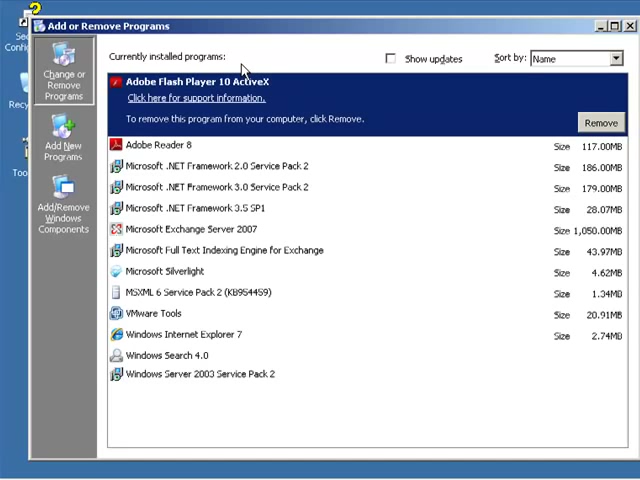 Add or Remove Programs
Currently installed programs:
Show updates
Sort by:
Name
Change or
Remove
Programs
Adobe Flash Player 10 ActiveX
Click here for support information.
To remove this program from your computer, click Remove.
Remove
Add New
Programs
Add/Remove
Windows
Components
Adobe Reader 8 Size 117.00MB
Microsoft .NET Framework 2.0 Service Pack 2 Size 186.00MB
Microsoft .NET Framework 3.0 Service Pack 2 Size 179.00MB
Microsoft .NET Framework 3.5 SP1 Size 28.07MB
Microsoft Exchange Server 2007 Size 1,050.00MB
Microsoft Full Text Indexing Engine for Exchange Size 43.97MB
Microsoft Silverlight Size 4.62MB
MSXML 6 Service Pack 2 (KB954459) Size 1.34MB
VMware Tools Size 20.91MB
Windows Internet Explorer 7 Size 2.74MB
Windows Search 4.0
Windows Server 2003 Service Pack 2